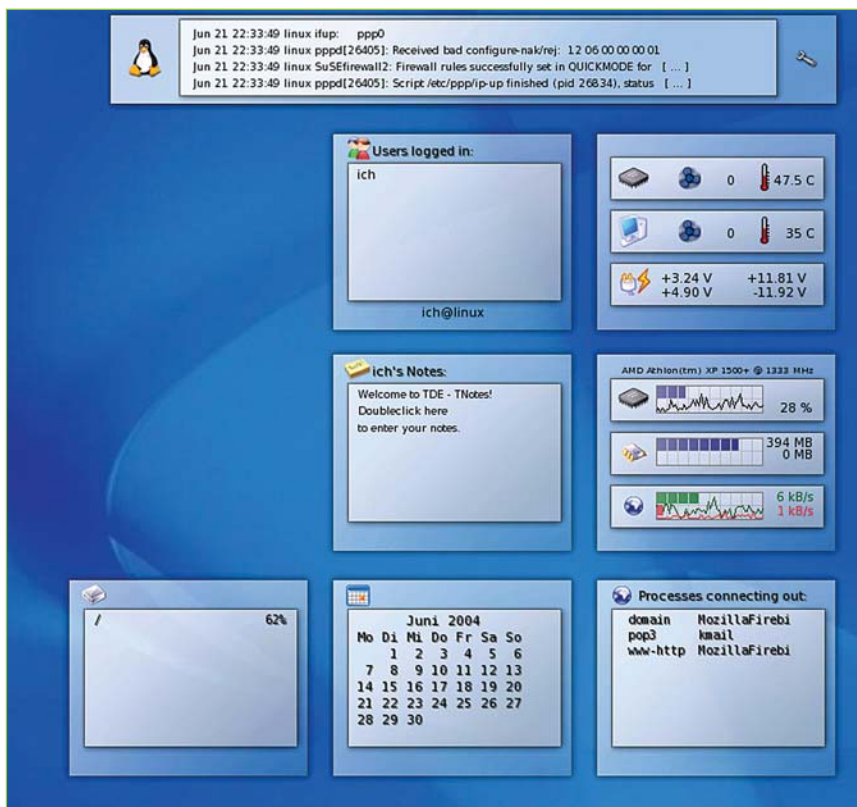 Jun 21 22:33:49 linux ifup: ppp0
Jun 21 22:33:49 linux pppd[26405]: Received bad configure-nak/rej: 12 06 00 00 00 01
Jun 21 22:33:49 linux SuSEfirewall2: Firewall rules successfully set in QUICKMODE for [ ... ]
Jun 21 22:33:49 linux pppd[26405]: Script /etc/ppp/ip-up finished (pid 26834), status [ ... ]
Users logged in:
ich
ich@linux
0 47.5 C
0 35 C
+3.24 V +11.81 V
+4.90 V -11.92 V
ich's Notes:
Welcome to TDE - TNotes!
Doubleclick here
to enter your notes.
AMD Athlon(tm) XP 1500+ @ 1333 MHz
28 %
394 MB
0 MB
6 kB/s
1 kB/s
/ 62%
Juni 2004
Mo Di Mi Do Fr Sa So
1 2 3 4 5 6
7 8 9 10 11 12 13
14 15 16 17 18 19 20
21 22 23 24 25 26 27
28 29 30
Processes connecting out:
domain MozillaFirebi
pop3 kmail
www-http MozillaFirebi